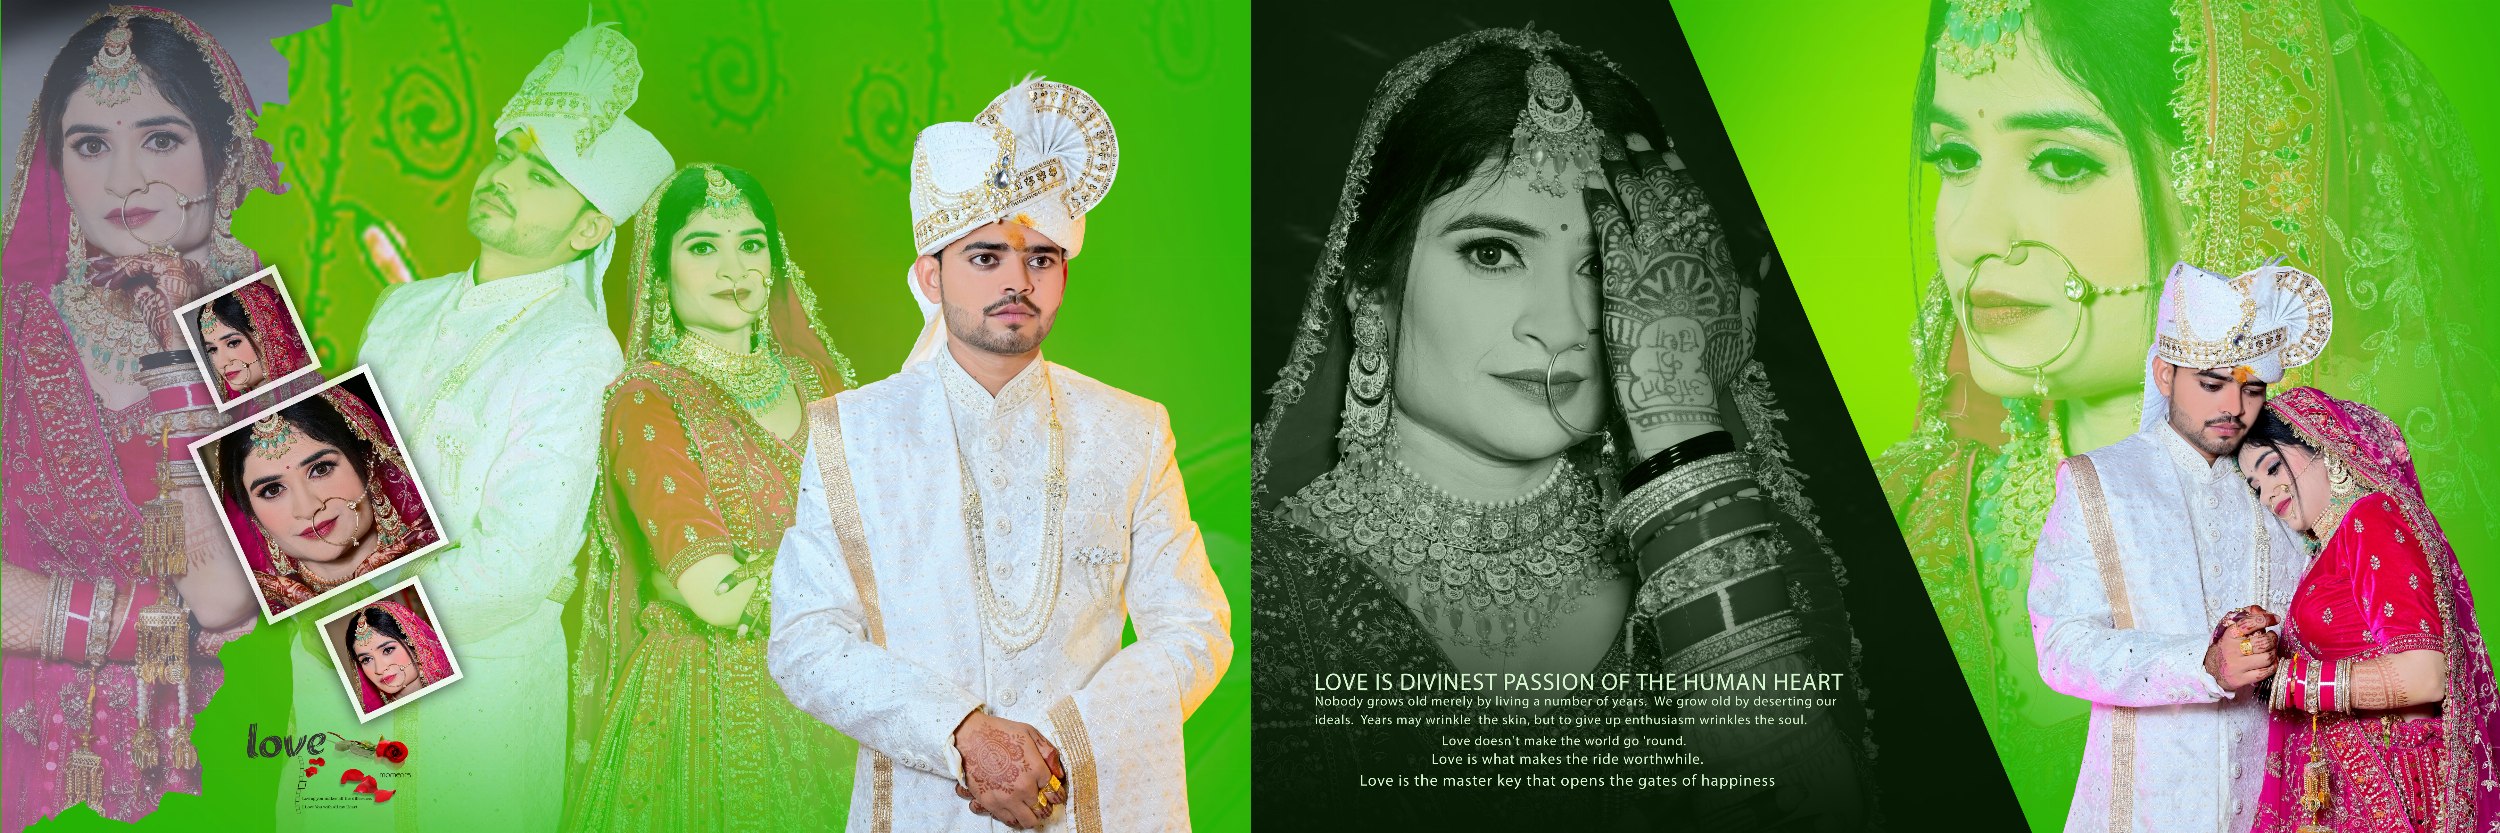 love
moments
LOVE IS DIVINEST PASSION OF THE HUMAN HEART
Nobody grows old merely by living a number of years. We grow old by deserting our
ideals. Years may wrinkle the skin, but to give up enthusiasm wrinkles the soul.
Love doesn't make the world go 'round.
Love is what makes the ride worthwhile.
Love is the master key that opens the gates of happiness